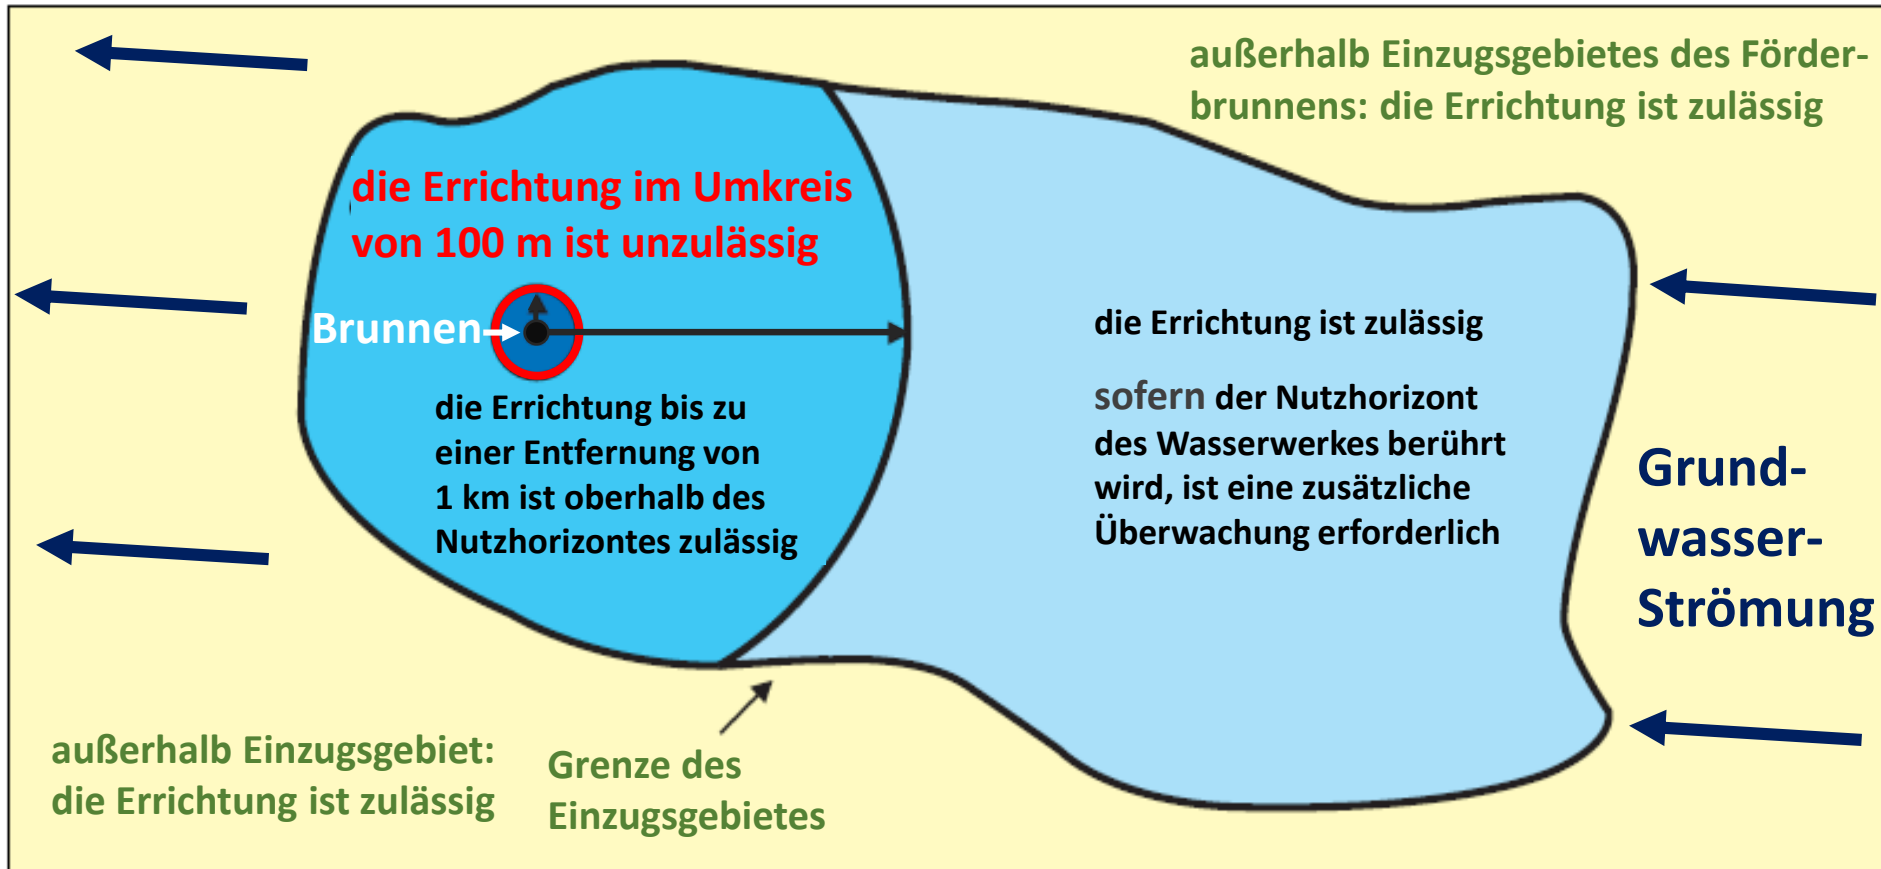 außerhalb Einzugsgebietes des Förder-
brunnens: die Errichtung ist zulässig
die Errichtung im Umkreis
von 100 m ist unzulässig
Brunnen
die Errichtung bis zu
einer Entfernung von
1 km ist oberhalb des
Nutzhorizontes zulässig
die Errichtung ist zulässig
sofern der Nutzhorizont
des Wasserwerkes berührt
wird, ist eine zusätzliche
Überwachung erforderlich
Grund-
wasser-
Strömung
außerhalb Einzugsgebiet:
die Errichtung ist zulässig
Grenze des
Einzugsgebietes